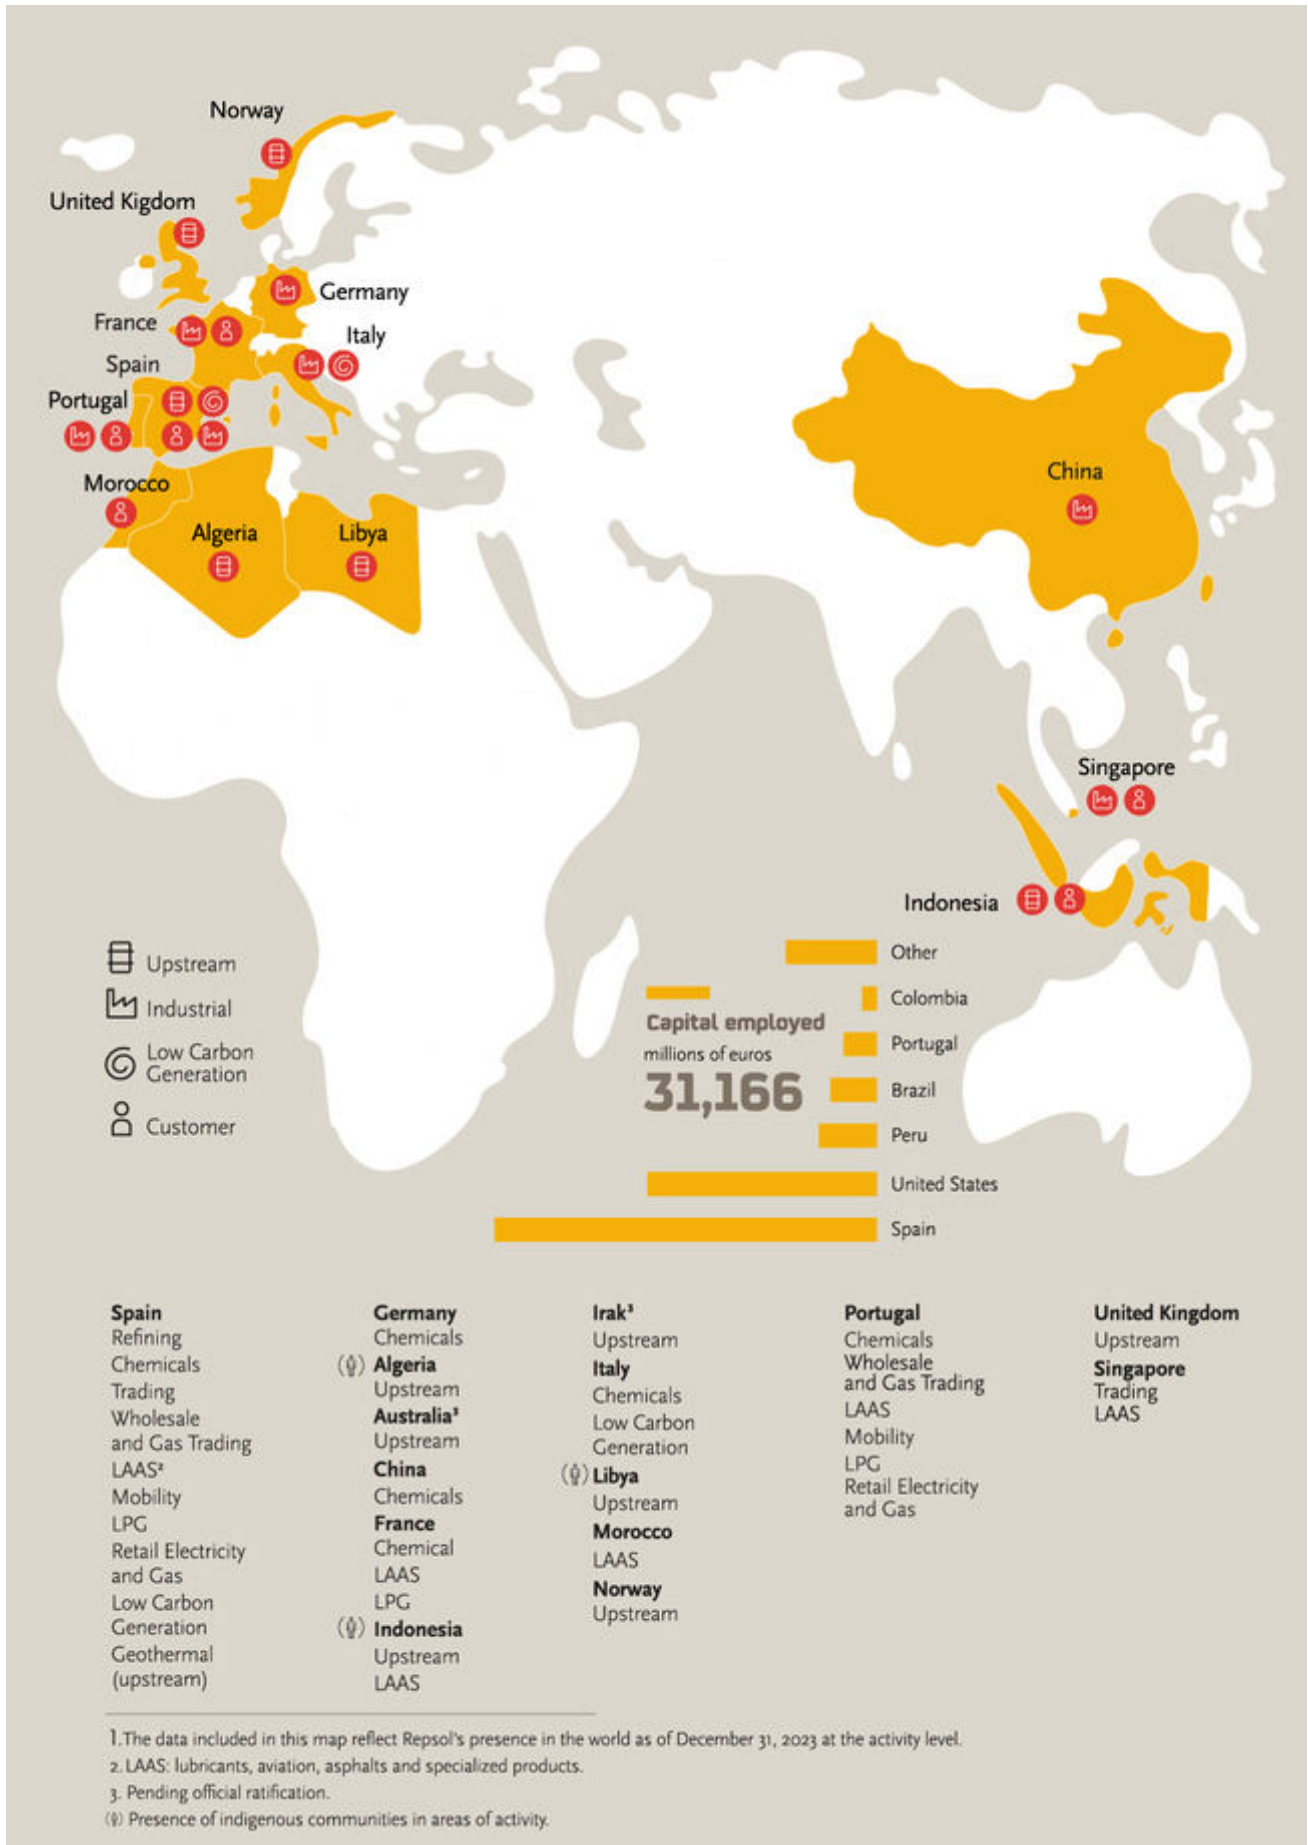 Norway
United Kigdom
Germany
France
Italy
Spain
Portugal
Morocco
Algeria
Libya
China
Singapore
Indonesia
Upstream
Industrial
Low Carbon
Generation
Customer
Capital employed
millions of euros
31,166
Other
Colombia
Portugal
Brazil
Peru
United States
Spain
Spain
Refining
Chemicals
Trading
Wholesale
and Gas Trading
LAAS²
Mobility
LPG
Retail Electricity
and Gas
Low Carbon
Generation
Geothermal
(upstream)
Germany
Chemicals
Algeria
Upstream
Australia³
Upstream
China
Chemicals
France
Chemical
LAAS
LPG
Indonesia
Upstream
LAAS
Irak³
Upstream
Italy
Chemicals
Low Carbon
Generation
Libya
Upstream
Morocco
LAAS
Norway
Upstream
Portugal
Chemicals
Wholesale
and Gas Trading
LAAS
Mobility
LPG
Retail Electricity
and Gas
United Kingdom
Upstream
Singapore
Trading
LAAS
1.The data included in this map reflect Repsol's presence in the world as of December 31, 2023 at the activity level.
2. LAAS: lubricants, aviation, asphalts and specialized products.
3. Pending official ratification.
Presence of indigenous communities in areas of activity.